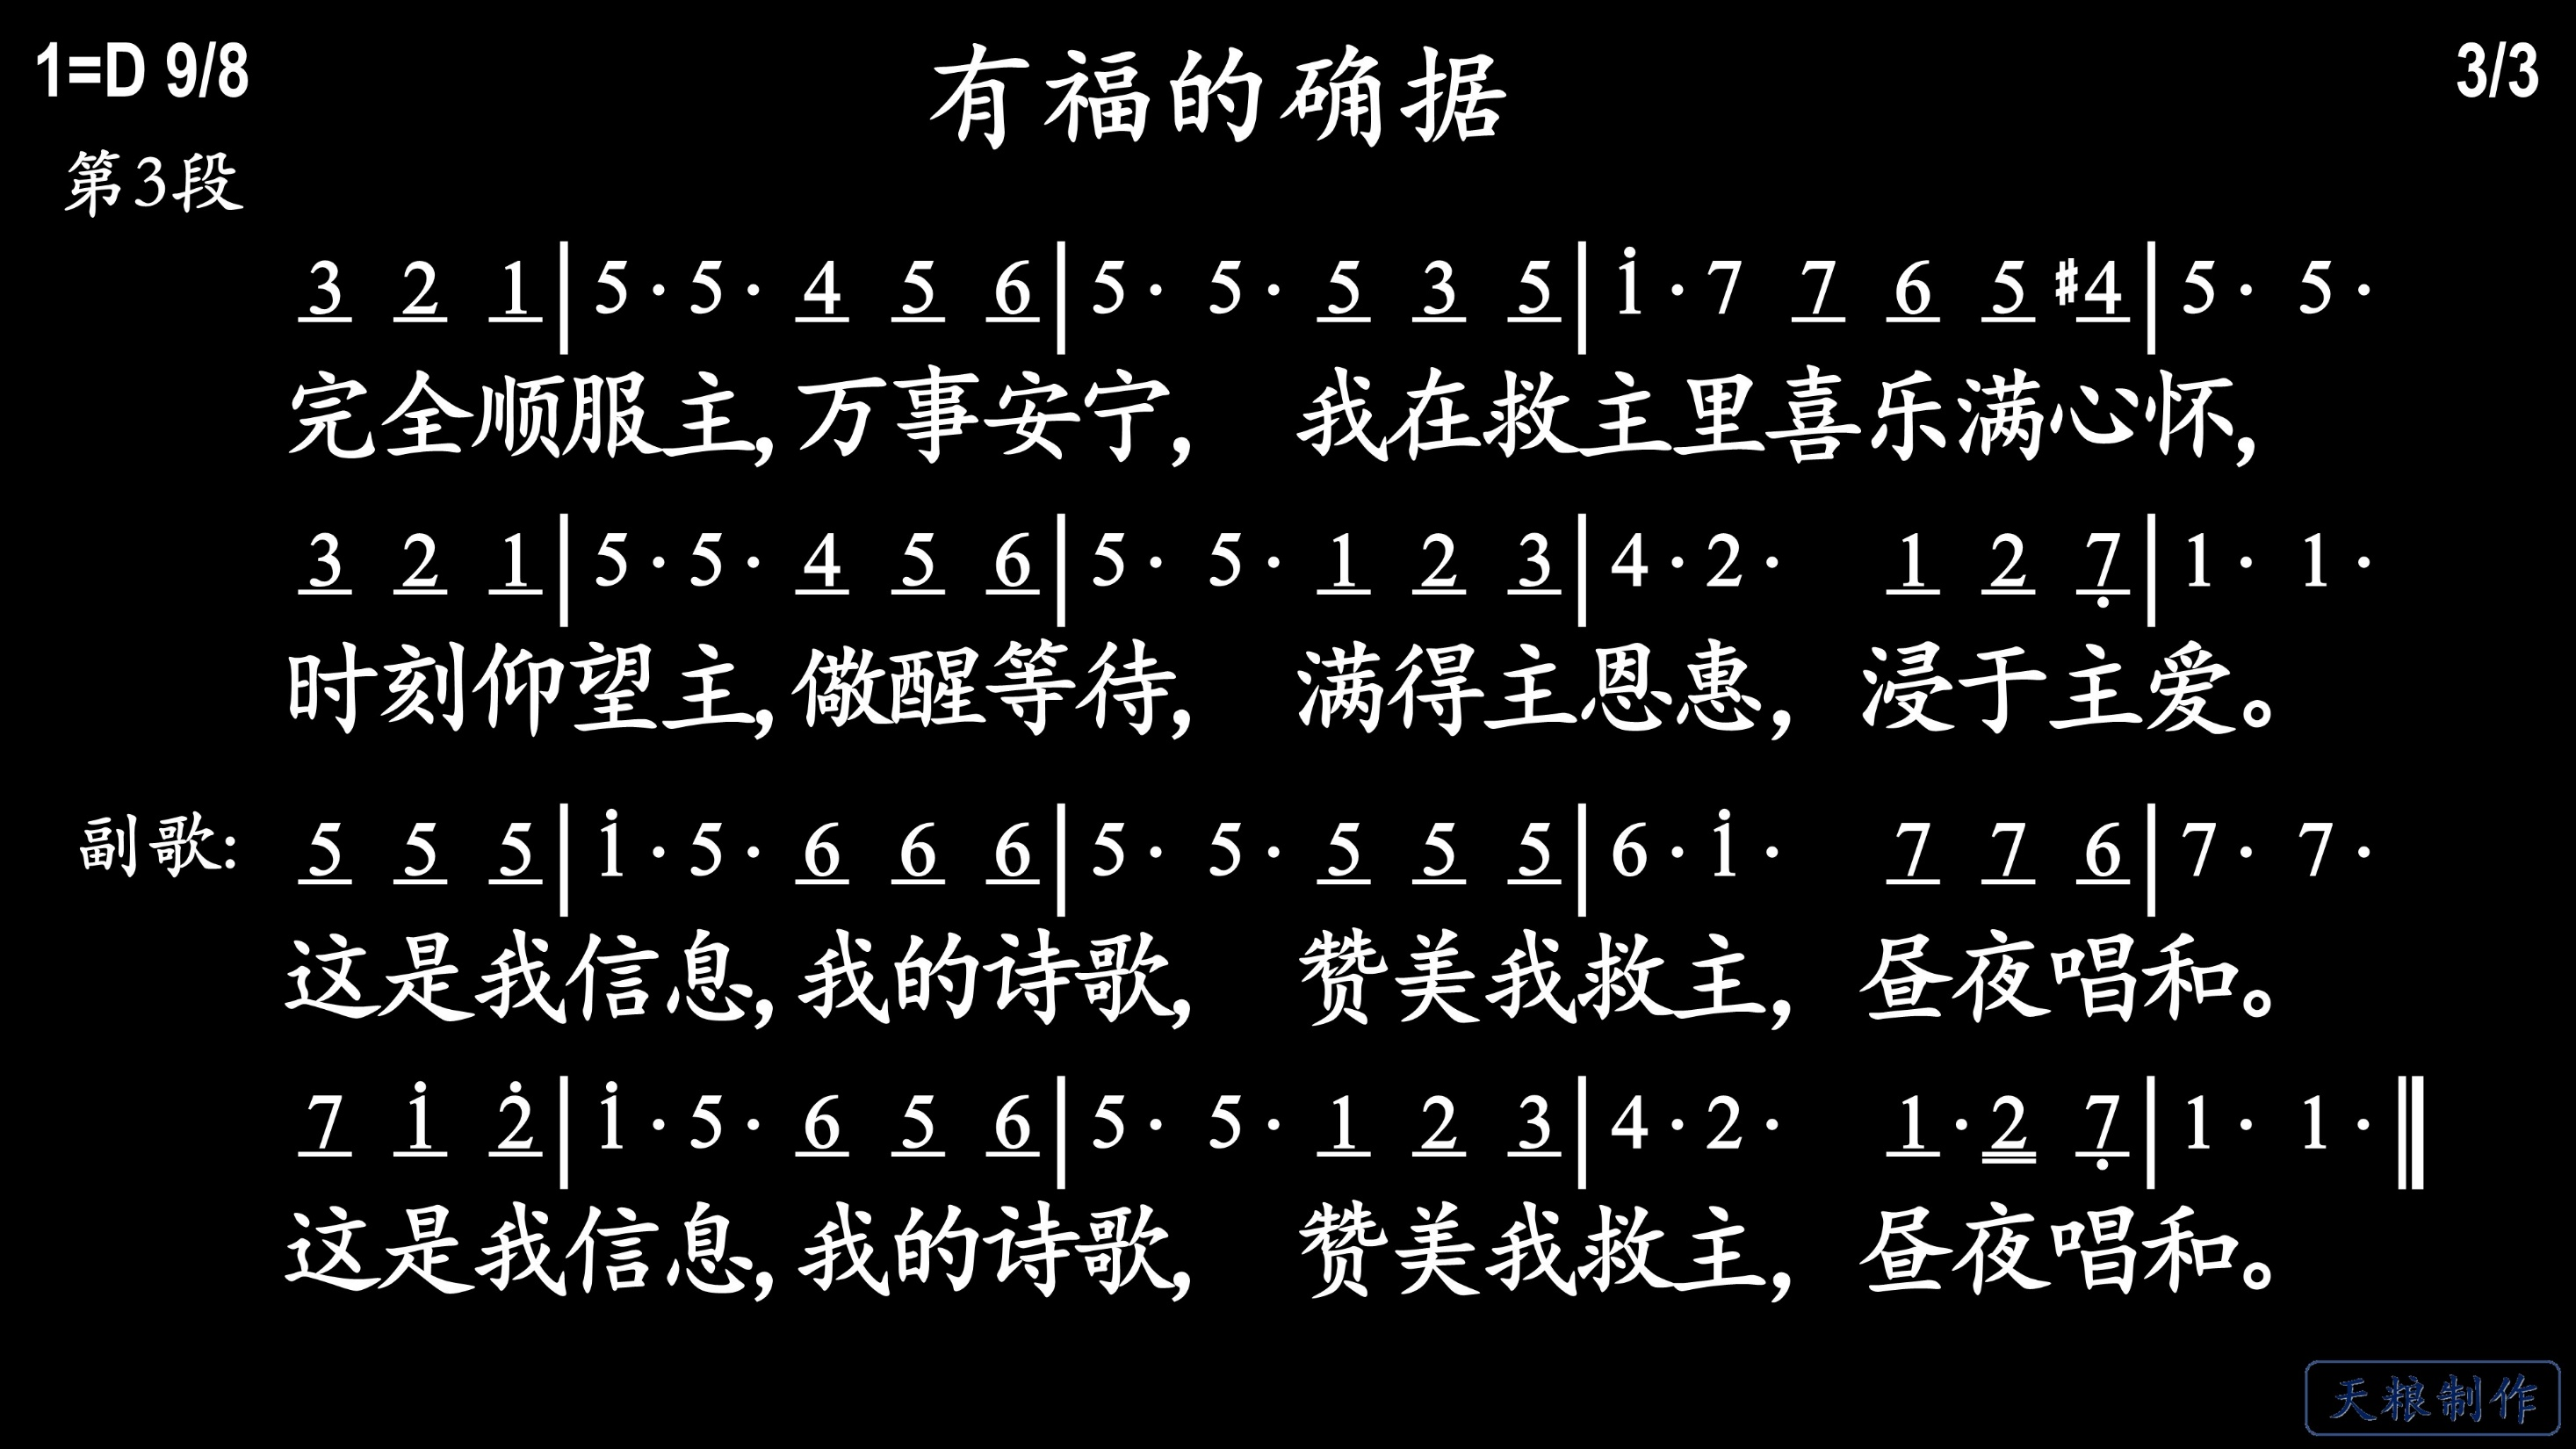 1=D 9/8
有福的确据
3/3
第3段
3 2 1 | 5 · 5 · 4 5 6 | 5 · 5 · 5 3 5 | i · 7 7 6 5 #4 | 5 · 5 ·
完全顺服主,万事安宁, 我在救主里喜乐满心怀,
3 2 1 | 5 · 5 · 4 5 6 | 5 · 5 · 1 2 3 | 4 · 2 · 1 2 7̣ | 1 · 1 ·
时刻仰望主,儆醒等待, 满得主恩惠, 浸于主爱。
副歌: 5 5 5 | i · 5 · 6 6 6 | 5 · 5 · 5 5 5 | 6 · i · 7 7 6 | 7 · 7 ·
这是我信息,我的诗歌, 赞美我救主, 昼夜唱和。
7 i 2̇ | i · 5 · 6 5 6 | 5 · 5 · 1 2 3 | 4 · 2 · 1 · 2 7̣ | 1 · 1 · ‖
这是我信息,我的诗歌, 赞美我救主, 昼夜唱和。
天粮制作